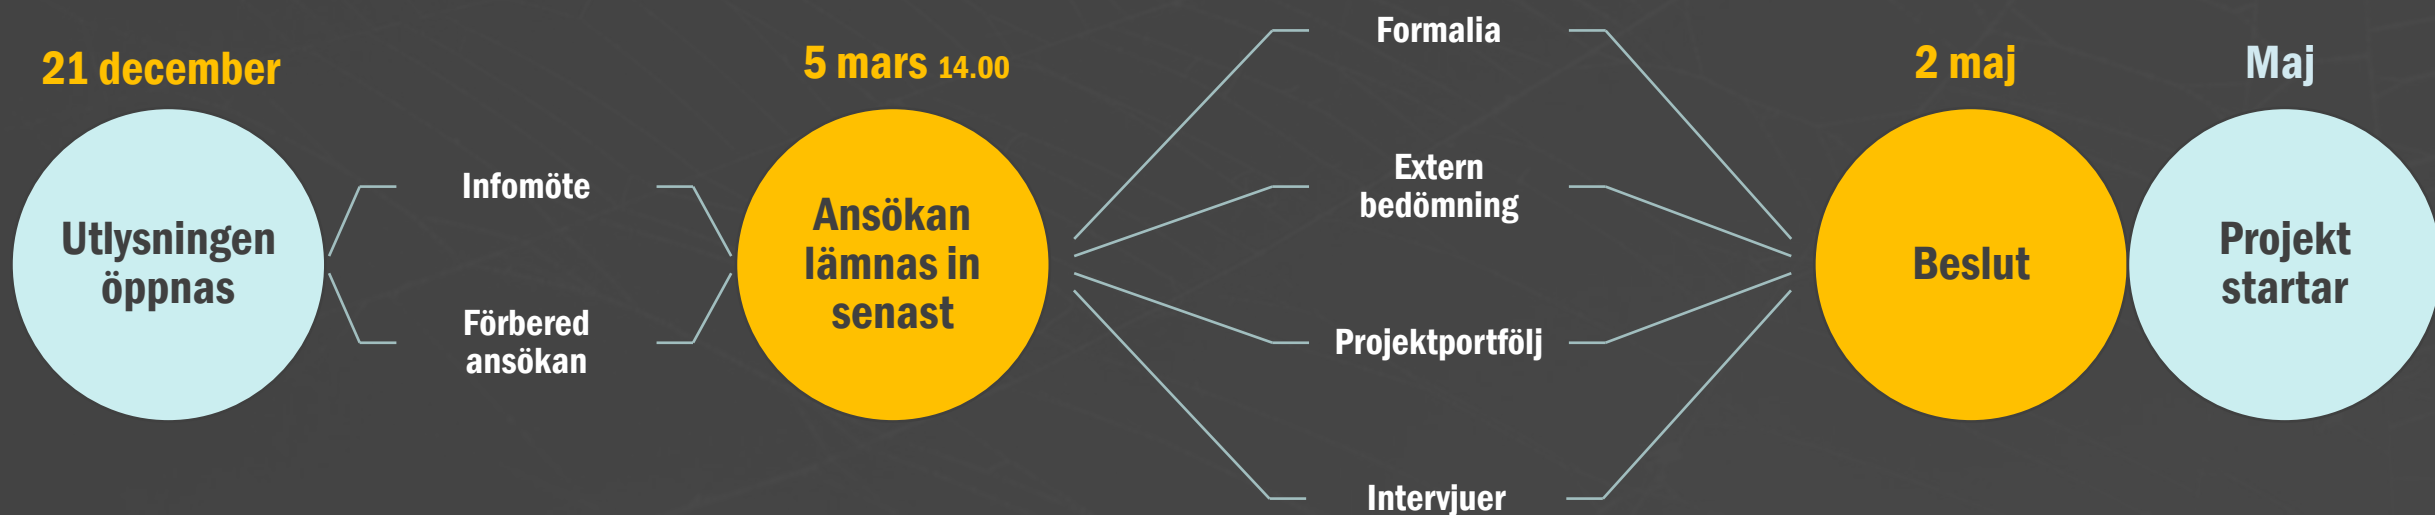 21 december
Utlysningen
öppnas
Infomöte
Förbered
ansökan
5 mars 14.00
Ansökan
lämnas in
senast
Formalia
Extern
bedömning
Projektportfölj
Intervjuer
2 maj
Beslut
Maj
Projekt
startar